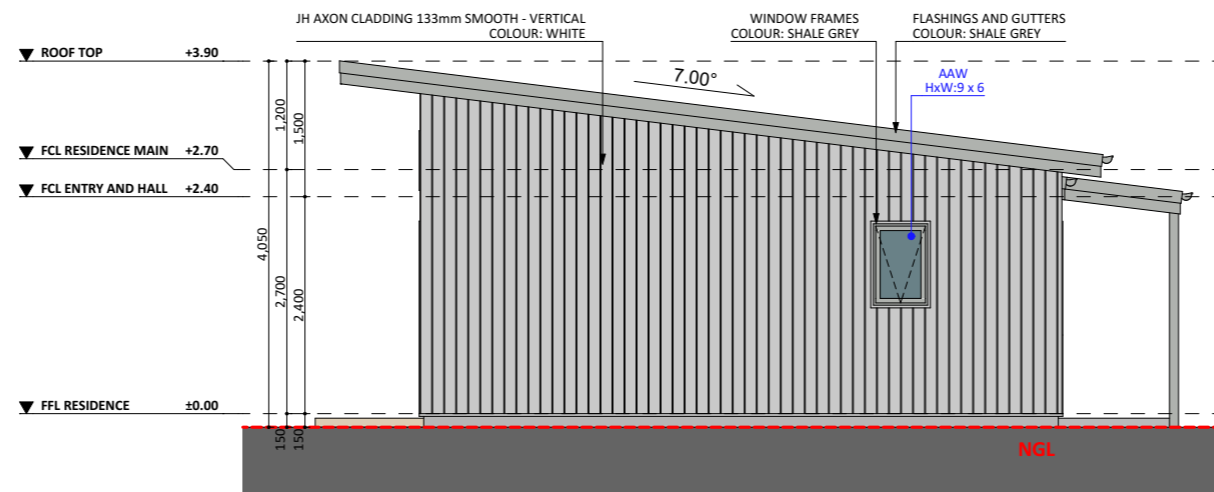 JH AXON CLADDING 133mm SMOOTH - VERTICAL
COLOUR: WHITE
WINDOW FRAMES
COLOUR: SHALE GREY
FLASHINGS AND GUTTERS
COLOUR: SHALE GREY
ROOF TOP +3.90
7.00°
AAW
HxW:9 x 6
1,200
1,500
FCL RESIDENCE MAIN +2.70
FCL ENTRY AND HALL +2.40
4,050
2,700
2,400
FFL RESIDENCE ±0.00
150
150
NGL